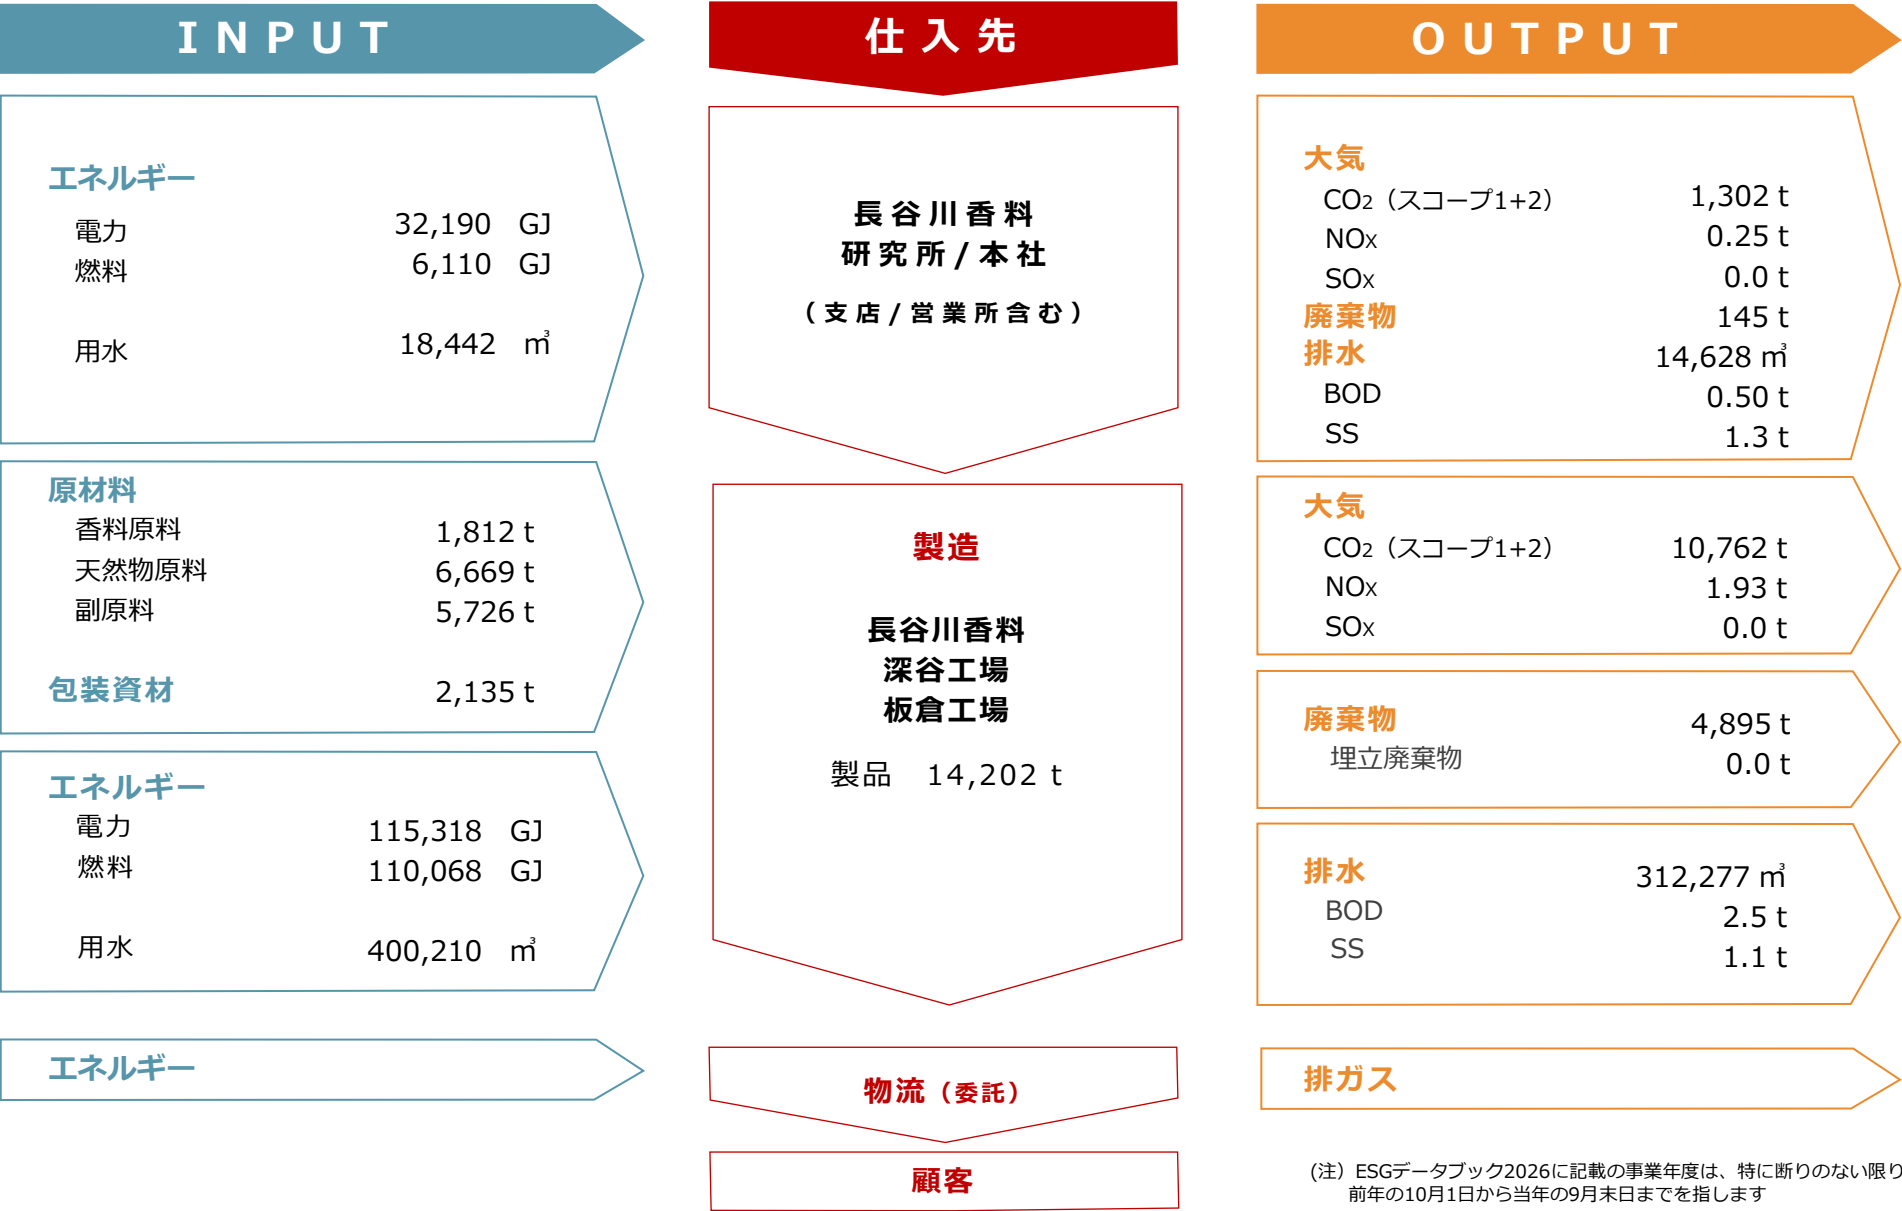 INPUT
エネルギー
電力 32,190 GJ
燃料 6,110 GJ
用水 18,442 ㎥
原材料
香料原料 1,812 t
天然物原料 6,669 t
副原料 5,726 t
包装資材 2,135 t
エネルギー
電力 115,318 GJ
燃料 110,068 GJ
用水 400,210 ㎥
エネルギー
仕入先
長谷川香料
研究所/本社
（支店/営業所含む）
製造
長谷川香料
深谷工場
板倉工場
製品 14,202 t
物流（委託）
顧客
OUTPUT
大気
CO2（スコープ1+2） 1,302 t
NOX 0.25 t
SOX 0.0 t
廃棄物 145 t
排水 14,628 ㎥
BOD 0.50 t
SS 1.3 t
大気
CO2（スコープ1+2） 10,762 t
NOX 1.93 t
SOX 0.0 t
廃棄物 4,895 t
埋立廃棄物 0.0 t
排水 312,277 ㎥
BOD 2.5 t
SS 1.1 t
排ガス
（注）ESGデータブック2026に記載の事業年度は、特に断りのない限り
前年の10月1日から当年の9月末日までを指します